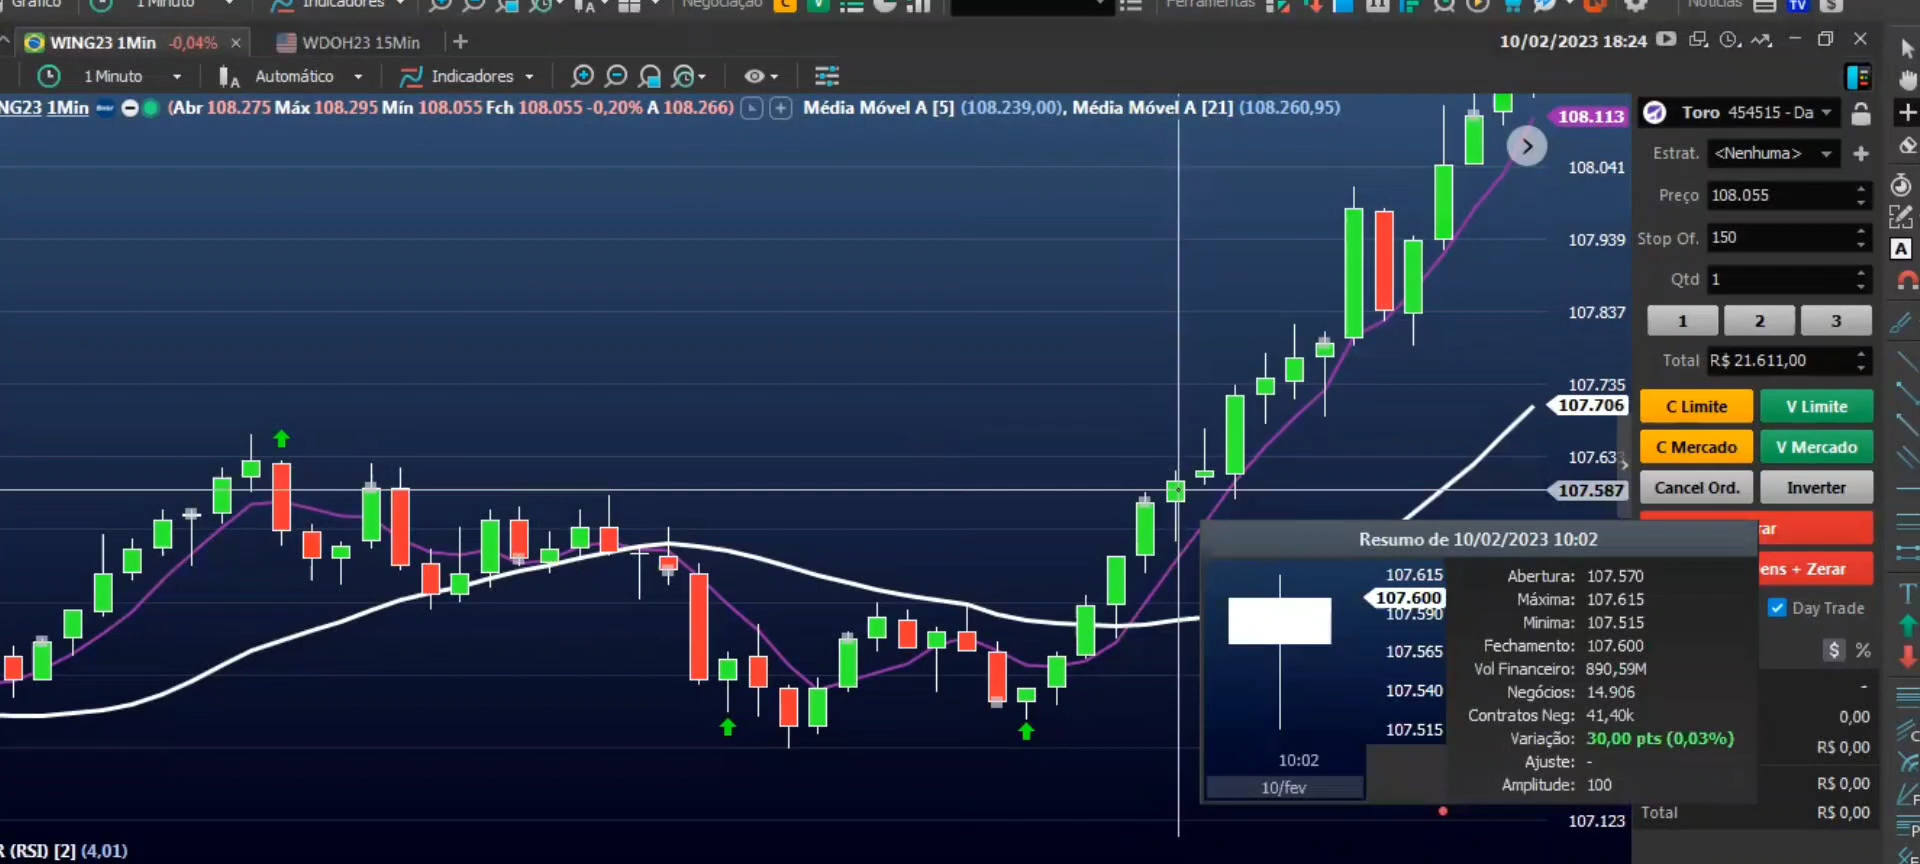 Gráfico 1 Minuto Indicadores Negociação C V Ferramentas Notícias TV $
WING23 1Min -0,04% × WDOH23 15Min + 10/02/2023 18:24
1 Minuto Automático Indicadores
NG23 1Min (Abr 108.275 Máx 108.295 Mín 108.055 Fch 108.055 -0,20% A 108.266) Média Móvel A [5] (108.239,00), Média Móvel A [21] (108.260,95)
108.113
108.041
107.939
107.837
107.735
107.706
107.633
107.587
107.123
Toro 454515 - Da
Estrat. <Nenhuma>
Preço 108.055
Stop Of. 150
Qtd 1
1 2 3
Total R$ 21.611,00
C Limite V Limite
C Mercado V Mercado
Cancel Ord. Inverter
rar
ens + Zerar
Day Trade
$ %
-
0,00
R$ 0,00
R$ 0,00
Total R$ 0,00
Resumo de 10/02/2023 10:02
107.615
107.600
107.590
107.565
107.540
107.515
10:02
10/fev
Abertura: 107.570
Máxima: 107.615
Minima: 107.515
Fechamento: 107.600
Vol Financeiro: 890,59M
Negócios: 14.906
Contratos Neg: 41,40k
Variação: 30,00 pts (0,03%)
Ajuste: -
Amplitude: 100
R (RSI) [2] (4,01)
A
T